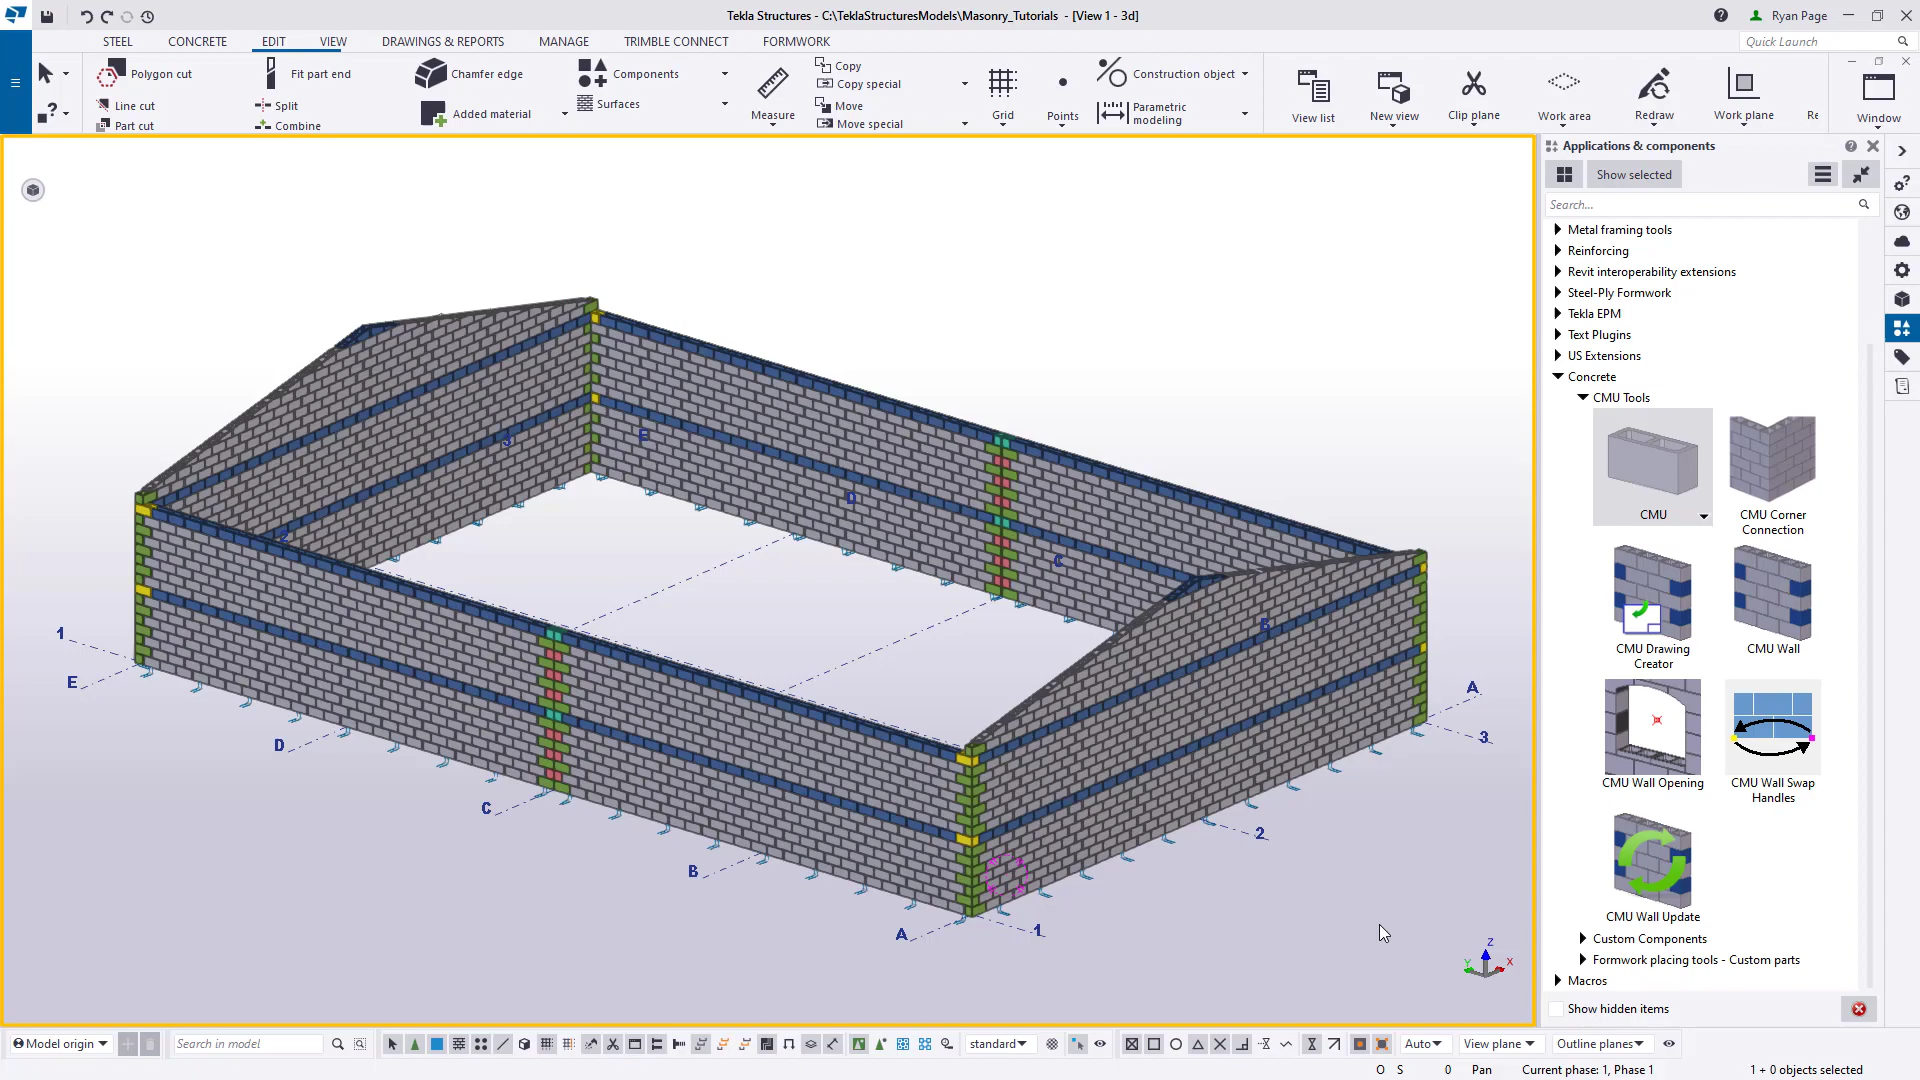 Tekla Structures - C:\TeklaStructuresModels\Masonry_Tutorials - [View 1 - 3d]
Ryan Page
STEEL CONCRETE EDIT VIEW DRAWINGS & REPORTS MANAGE TRIMBLE CONNECT FORMWORK
Quick Launch
Polygon cut
Line cut
Part cut
Fit part end
Split
Combine
Chamfer edge
Added material
Components
Surfaces
Measure
Copy
Copy special
Move
Move special
Grid
Points
Construction object
Parametric
modeling
View list
New view
Clip plane
Work area
Redraw
Work plane
Re
Window
Applications & components
Show selected
Search...
Metal framing tools
Reinforcing
Revit interoperability extensions
Steel-Ply Formwork
Tekla EPM
Text Plugins
US Extensions
Concrete
CMU Tools
CMU
CMU Corner
Connection
CMU Drawing
Creator
CMU Wall
CMU Wall Opening
CMU Wall Swap
Handles
CMU Wall Update
Custom Components
Formwork placing tools - Custom parts
Macros
Show hidden items
3
E
D
2
C
B
1
E
A
D
3
C
2
B
A
1
Z
Y
X
Model origin
Search in model
standard
Auto
View plane
Outline planes
O S 0 Pan Current phase: 1, Phase 1 1 + 0 objects selected